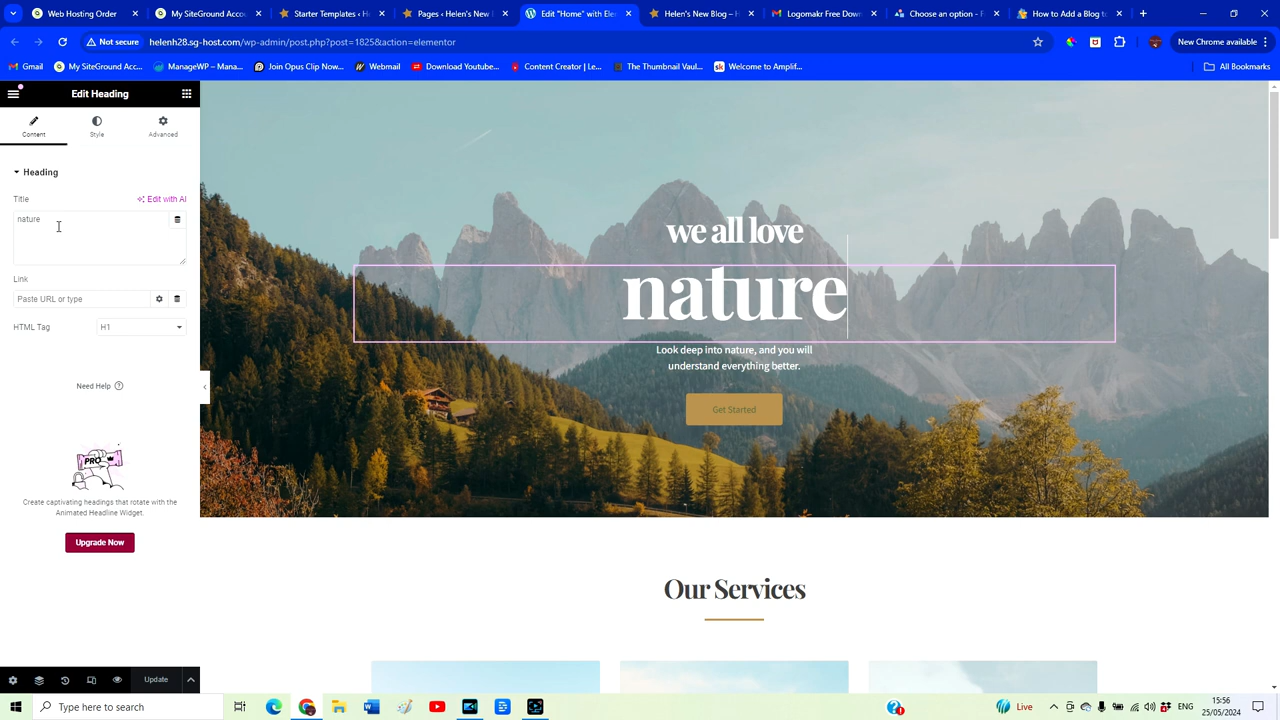 Web Hosting Order
My SiteGround Accou
Starter Templates ‹ He
Pages ‹ Helen's New B
Edit "Home" with Elem
Helen's New Blog –
Logomakr Free Downl
Choose an option - F
How to Add a Blog to
Not secure
helenh28.sg-host.com/wp-admin/post.php?post=1825&action=elementor
New Chrome available
Gmail
My SiteGround Acc...
ManageWP – Mana...
Join Opus Clip Now...
Webmail
Download Youtube...
Content Creator | Le...
The Thumbnail Vaul...
Welcome to Amplif...
All Bookmarks
Edit Heading
Content
Style
Advanced
Heading
Title
Edit with AI
nature
Link
Paste URL or type
HTML Tag
H1
Need Help
PRO
Create captivating headings that rotate with the
Animated Headline Widget.
Upgrade Now
Update
we all love
nature
Look deep into nature, and you will
understand everything better.
Get Started
Our Services
Type here to search
Live
ENG
15:56
25/05/2024